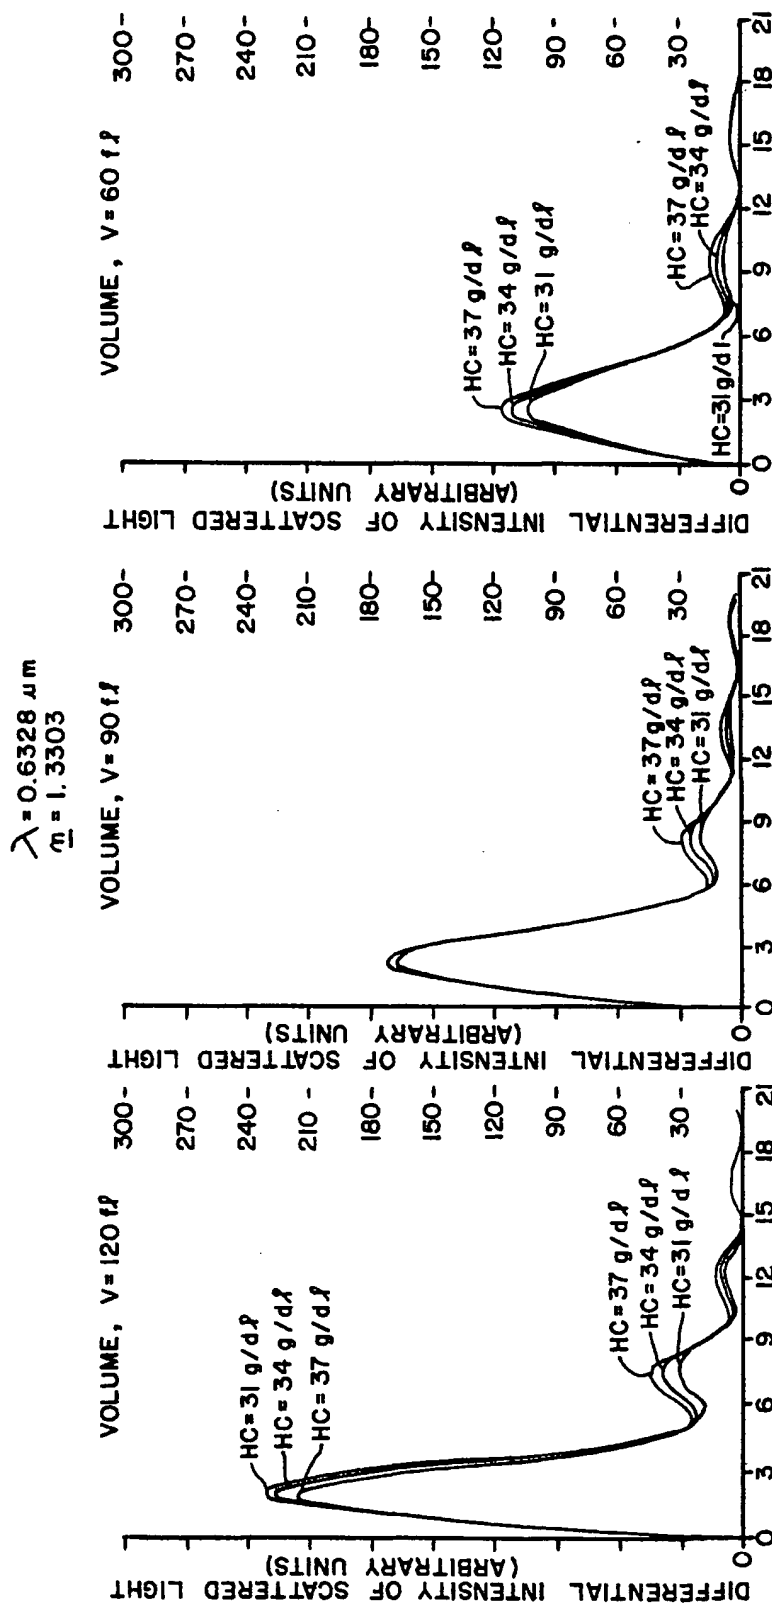 λ = 0.6328 µm
n = 1.3303
VOLUME, V = 120 fℓ
DIFFERENTIAL INTENSITY OF SCATTERED LIGHT
(ARBITRARY UNITS)
300-
270-
240-
210-
180-
150-
120-
90-
60-
30-
0
HC=31 g/dℓ
HC=34 g/dℓ
HC=37 g/dℓ
HC=37 g/dℓ
HC=34 g/dℓ
HC=31 g/dℓ
0 3 6 9 12 15 18 21
VOLUME, V = 90 fℓ
DIFFERENTIAL INTENSITY OF SCATTERED LIGHT
(ARBITRARY UNITS)
300-
270-
240-
210-
180-
150-
120-
90-
60-
30-
0
HC=37g/dℓ
HC=34 g/dℓ
HC=31 g/dℓ
0 3 6 9 12 15 18 21
VOLUME, V = 60 fℓ
DIFFERENTIAL INTENSITY OF SCATTERED LIGHT
(ARBITRARY UNITS)
300-
270-
240-
210-
180-
150-
120-
90-
60-
30-
0
HC=37 g/dℓ
HC=34 g/dℓ
HC=31 g/dℓ
HC=37 g/dℓ
HC=34 g/dℓ
HC=31g/dl
0 3 6 9 12 15 18 21